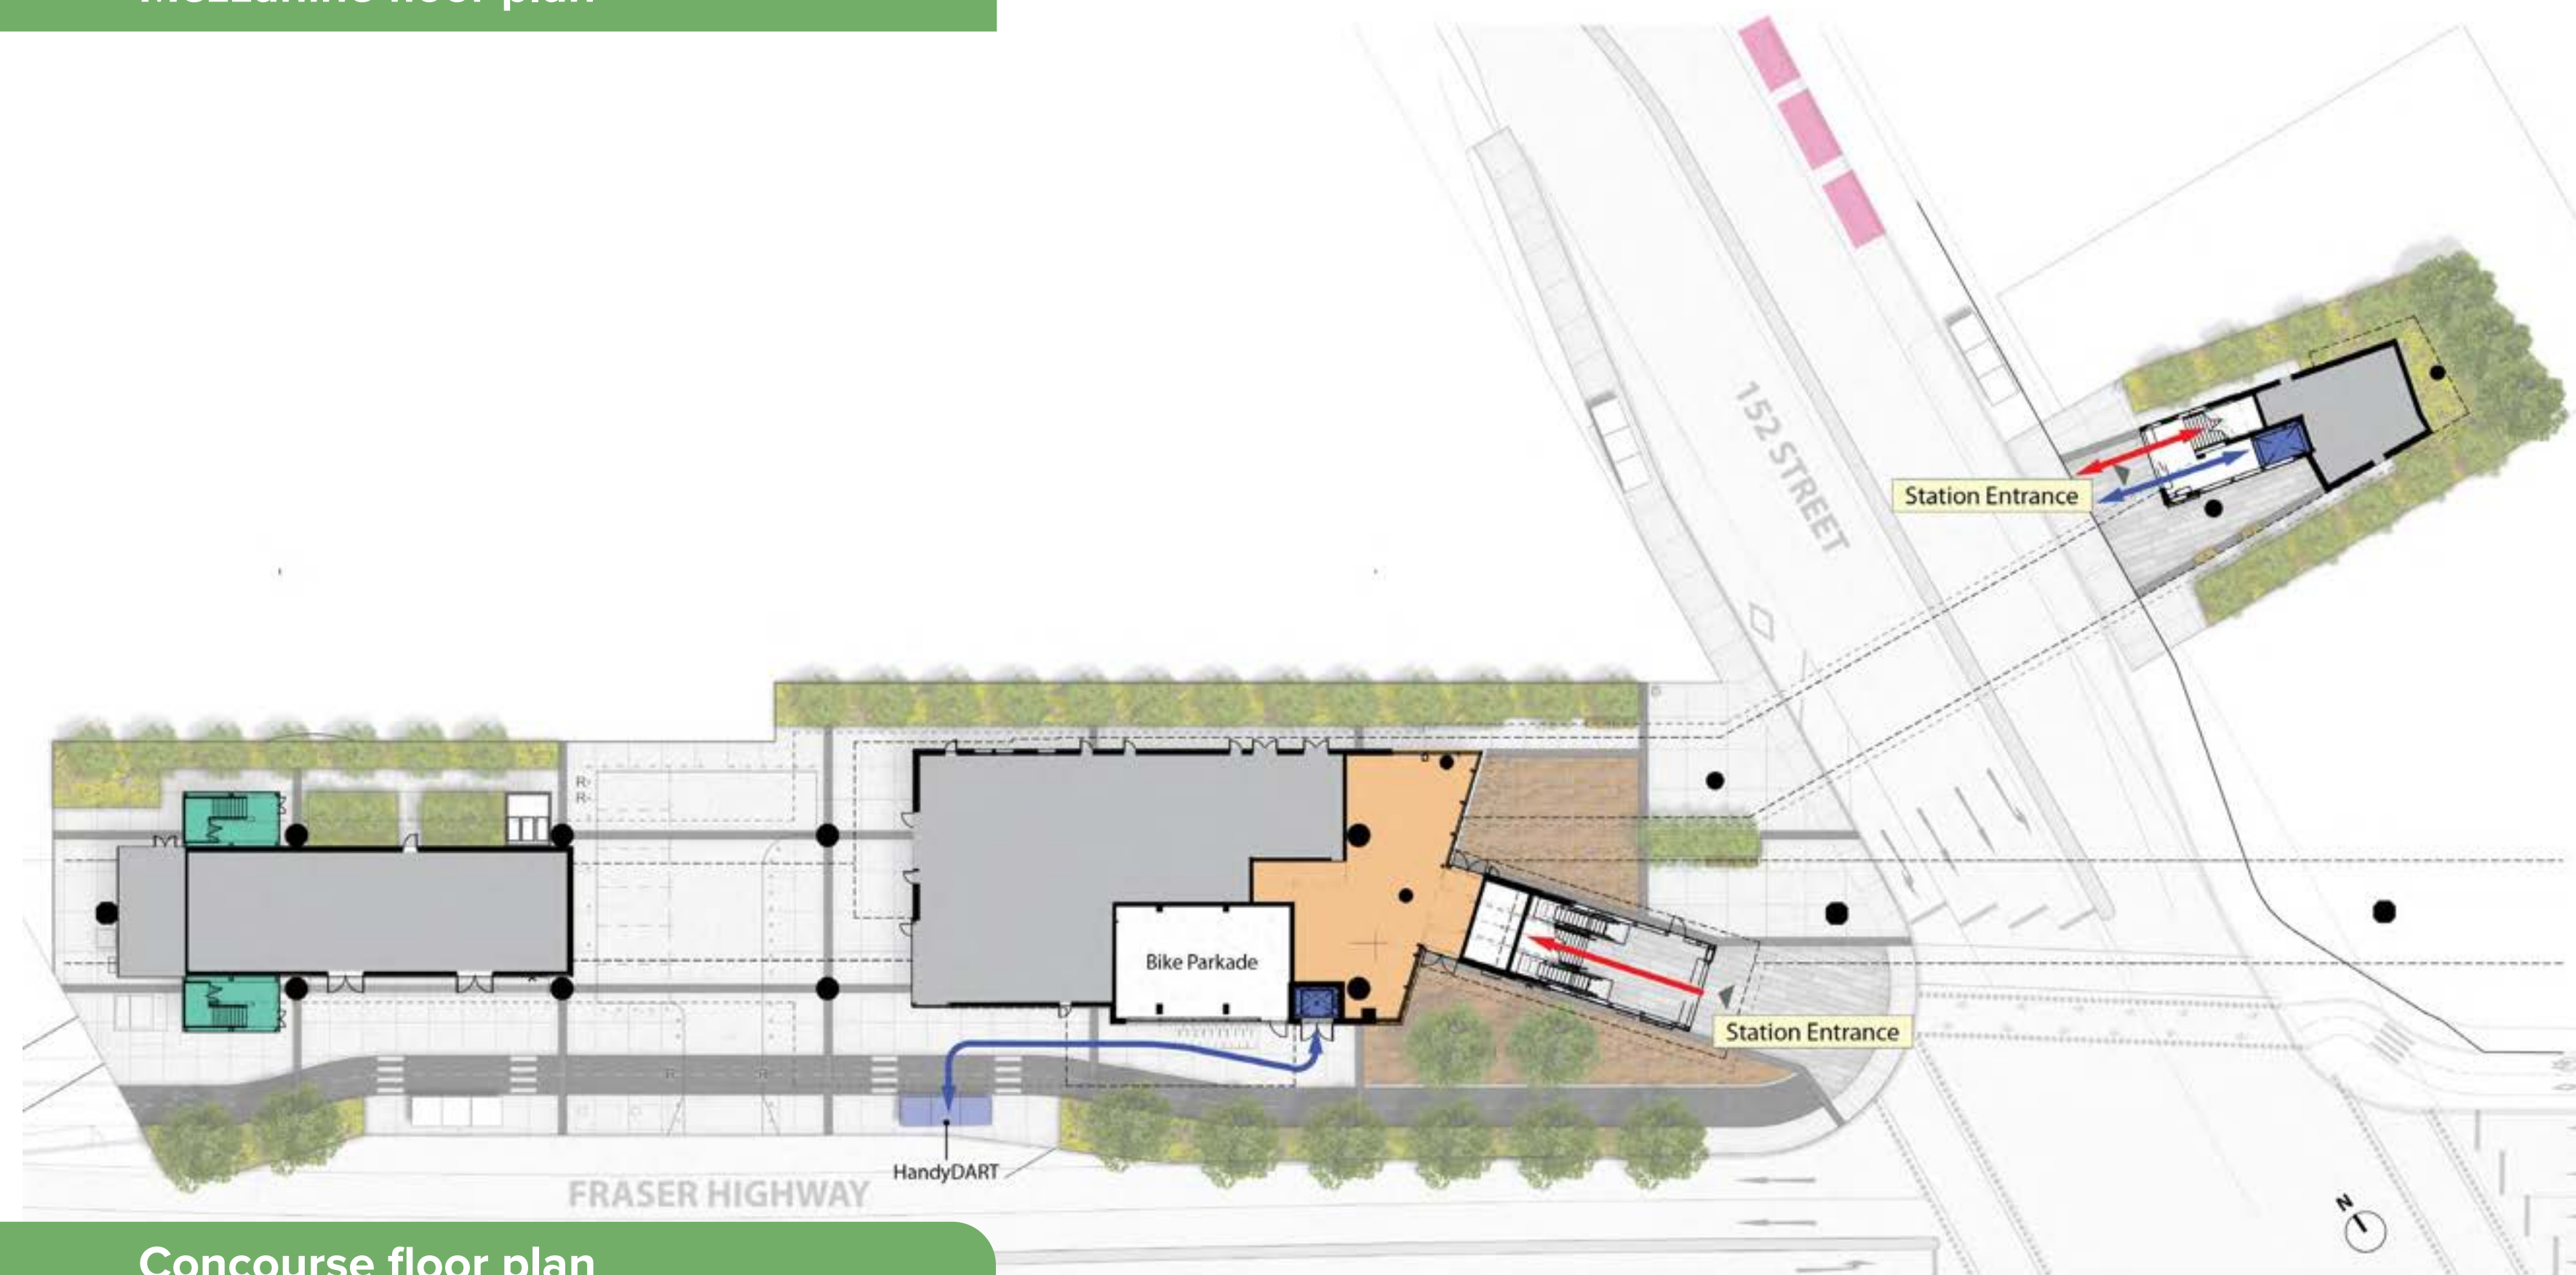 Mezzanine floor plan
152 STREET
Station Entrance
R-
R-
Bike Parkade
Station Entrance
R
R
HandyDART
FRASER HIGHWAY
N
Concourse floor plan